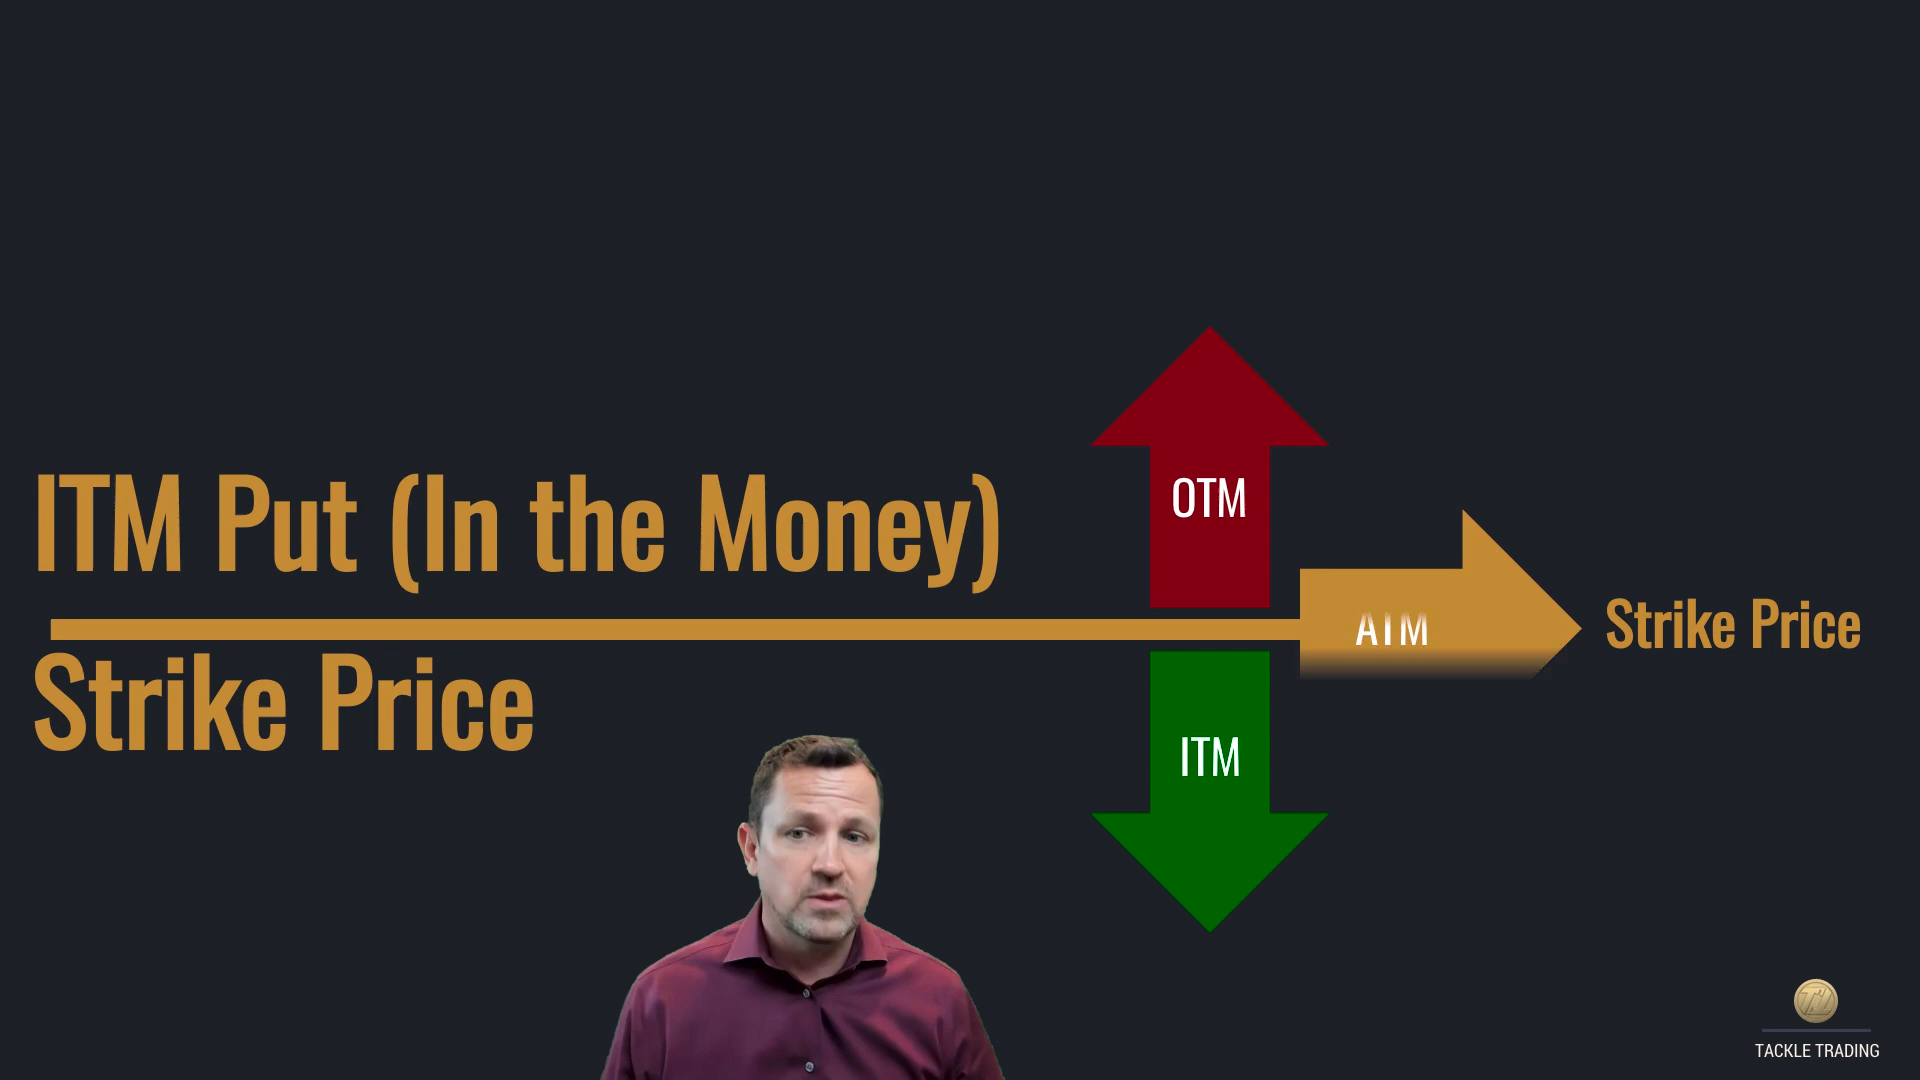 OTM
ITM Put (In the Money)
ATM
Strike Price
Strike Price
ITM
TACKLE TRADING